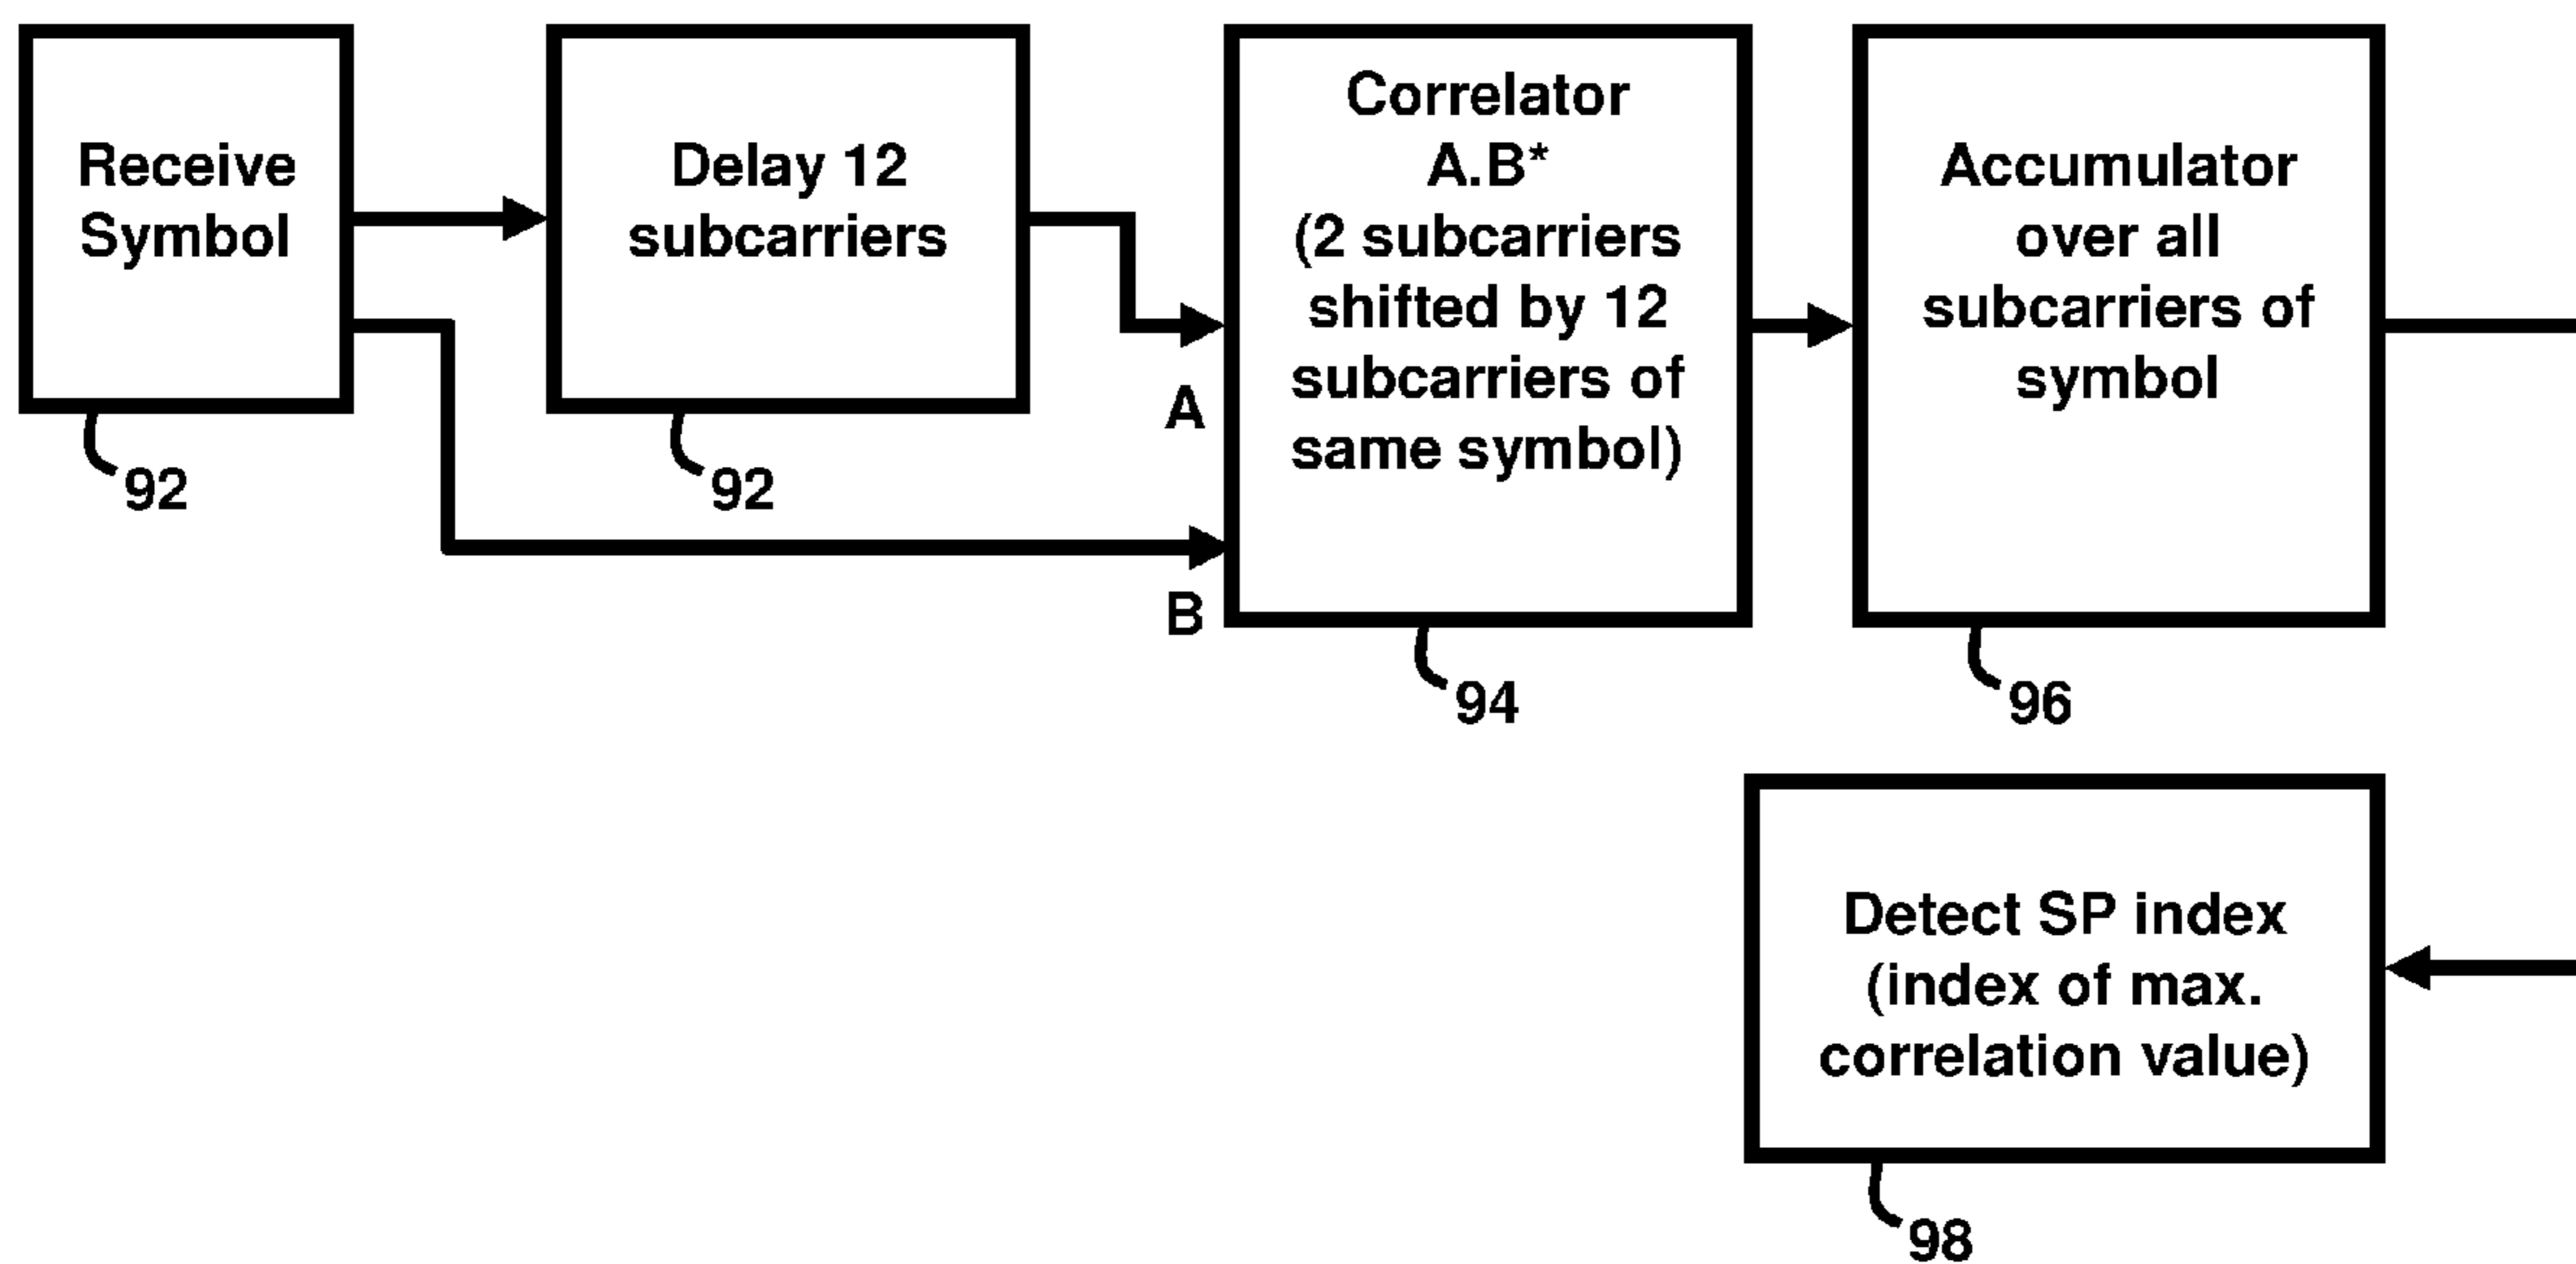 Receive
Symbol
92
Delay 12
subcarriers
92
A
B
Correlator
A.B*
(2 subcarriers
shifted by 12
subcarriers of
same symbol)
94
Accumulator
over all
subcarriers of
symbol
96
Detect SP index
(index of max.
correlation value)
98